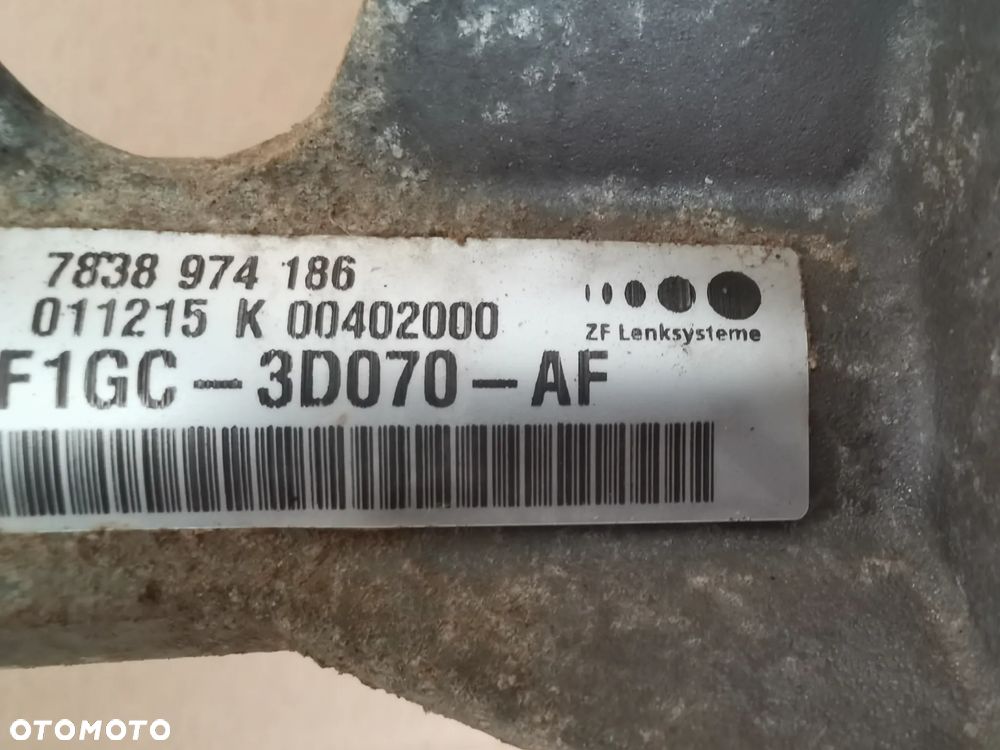 7838 974 186
011215 K 00402000
ZF Lenksysteme
F1GC-3D070-AF
OTOMOTO